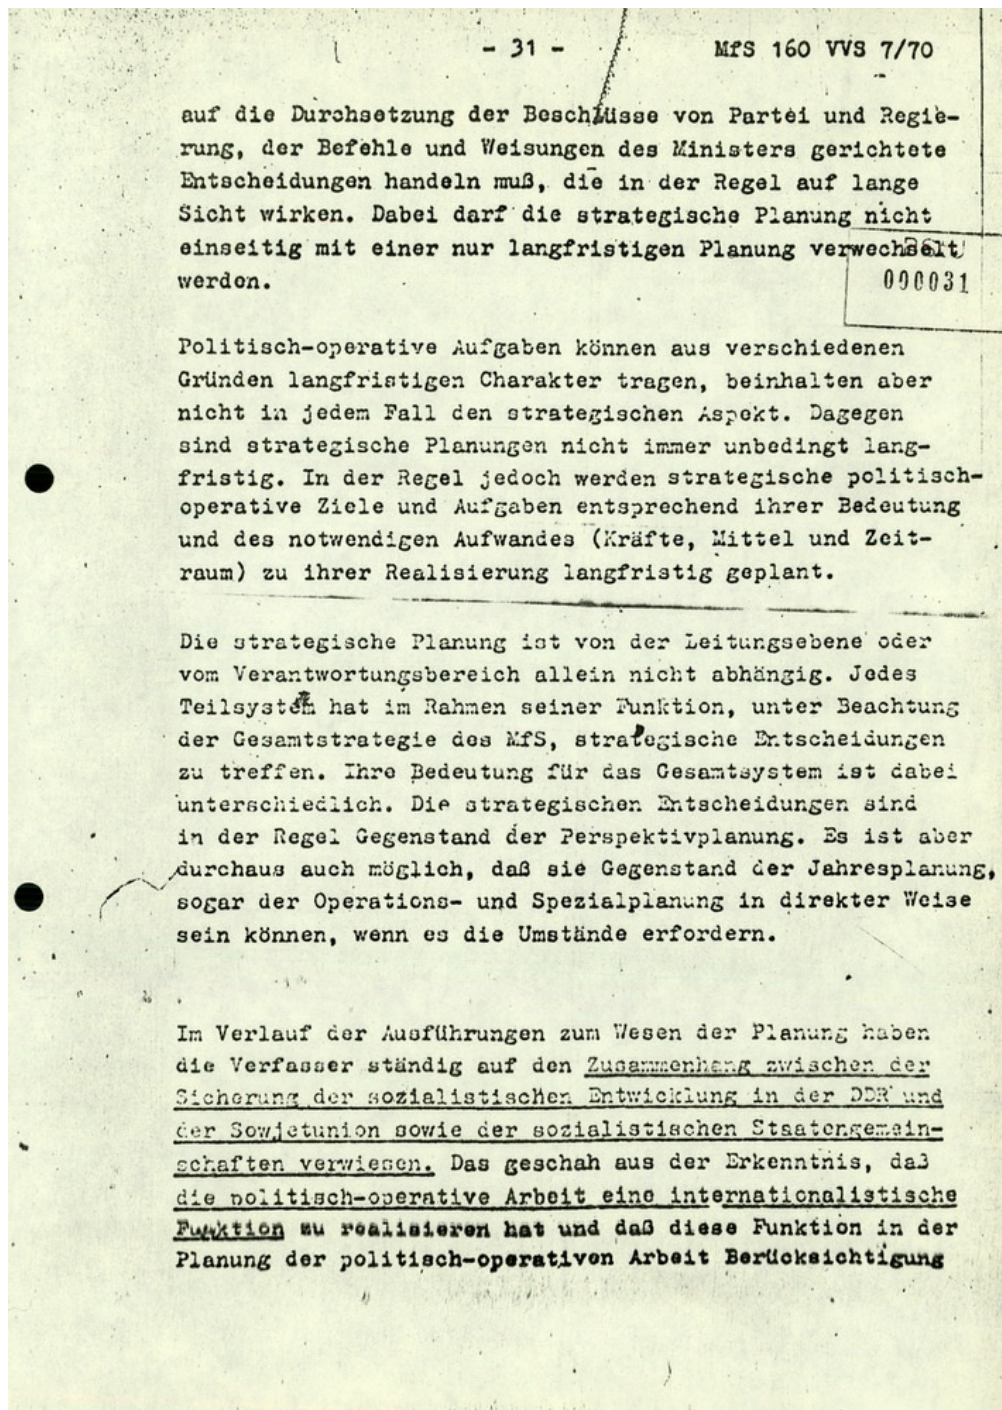 - 31 -
MfS 160 VVS 7/70
auf die Durchsetzung der Beschlüsse von Partei und Regie-
rung, der Befehle und Weisungen des Ministers gerichtete
Entscheidungen handeln muß, die in der Regel auf lange
Sicht wirken. Dabei darf die strategische Planung nicht
einseitig mit einer nur langfristigen Planung verwechselt
werden.
BStU
000031
Politisch-operative Aufgaben können aus verschiedenen
Gründen langfristigen Charakter tragen, beinhalten aber
nicht in jedem Fall den strategischen Aspekt. Dagegen
sind strategische Planungen nicht immer unbedingt lang-
fristig. In der Regel jedoch werden strategische politisch-
operative Ziele und Aufgaben entsprechend ihrer Bedeutung
und des notwendigen Aufwandes (Kräfte, Mittel und Zeit-
raum) zu ihrer Realisierung langfristig geplant.
Die strategische Planung ist von der Leitungsebene oder
vom Verantwortungsbereich allein nicht abhängig. Jedes
Teilsystem hat im Rahmen seiner Funktion, unter Beachtung
der Gesamtstrategie des MfS, strategische Entscheidungen
zu treffen. Ihre Bedeutung für das Gesamtsystem ist dabei
unterschiedlich. Die strategischen Entscheidungen sind
in der Regel Gegenstand der Perspektivplanung. Es ist aber
durchaus auch möglich, daß sie Gegenstand der Jahresplanung,
sogar der Operations- und Spezialplanung in direkter Weise
sein können, wenn es die Umstände erfordern.
Im Verlauf der Ausführungen zum Wesen der Planung haben
die Verfasser ständig auf den Zusammenhang zwischen der
Sicherung der sozialistischen Entwicklung in der DDR und
der Sowjetunion sowie der sozialistischen Staatengemein-
schaften verwiesen. Das geschah aus der Erkenntnis, daß
die politisch-operative Arbeit eine internationalistische
Funktion zu realisieren hat und daß diese Funktion in der
Planung der politisch-operativen Arbeit Berücksichtigung